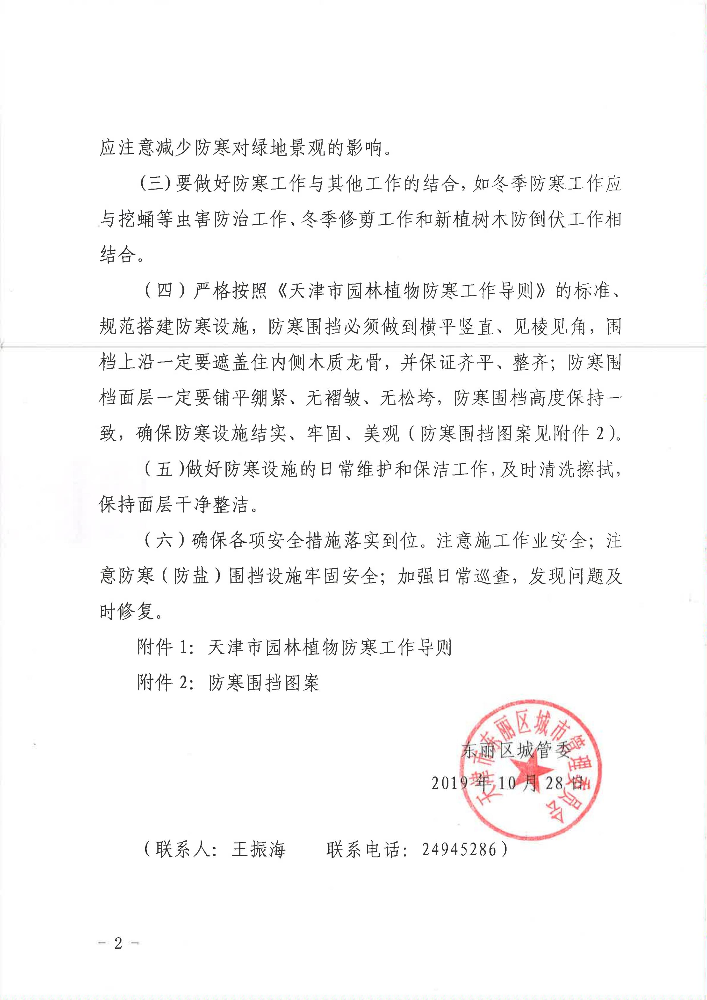 应注意减少防寒对绿地景观的影响。
(三)要做好防寒工作与其他工作的结合,如冬季防寒工作应
与挖蛹等虫害防治工作、冬季修剪工作和新植树木防倒伏工作相
结合。
(四)严格按照《天津市园林植物防寒工作导则》的标准、
规范搭建防寒设施,防寒围挡必须做到横平竖直、见棱见角,围
档上沿一定要遮盖住内侧木质龙骨,并保证齐平、整齐;防寒围
档面层一定要铺平绷紧、无褶皱、无松垮,防寒围档高度保持一
致,确保防寒设施结实、牢固、美观(防寒围挡图案见附件2)。
(五)做好防寒设施的日常维护和保洁工作,及时清洗擦拭,
保持面层干净整洁。
(六)确保各项安全措施落实到位。注意施工作业安全;注
意防寒(防盐)围挡设施牢固安全;加强日常巡查,发现问题及
时修复。
附件1: 天津市园林植物防寒工作导则
附件2: 防寒围挡图案
天津市东丽区城市管理委员会
东丽区城管委
2019年10月28日
(联系人: 王振海 联系电话: 24945286)
- 2 -